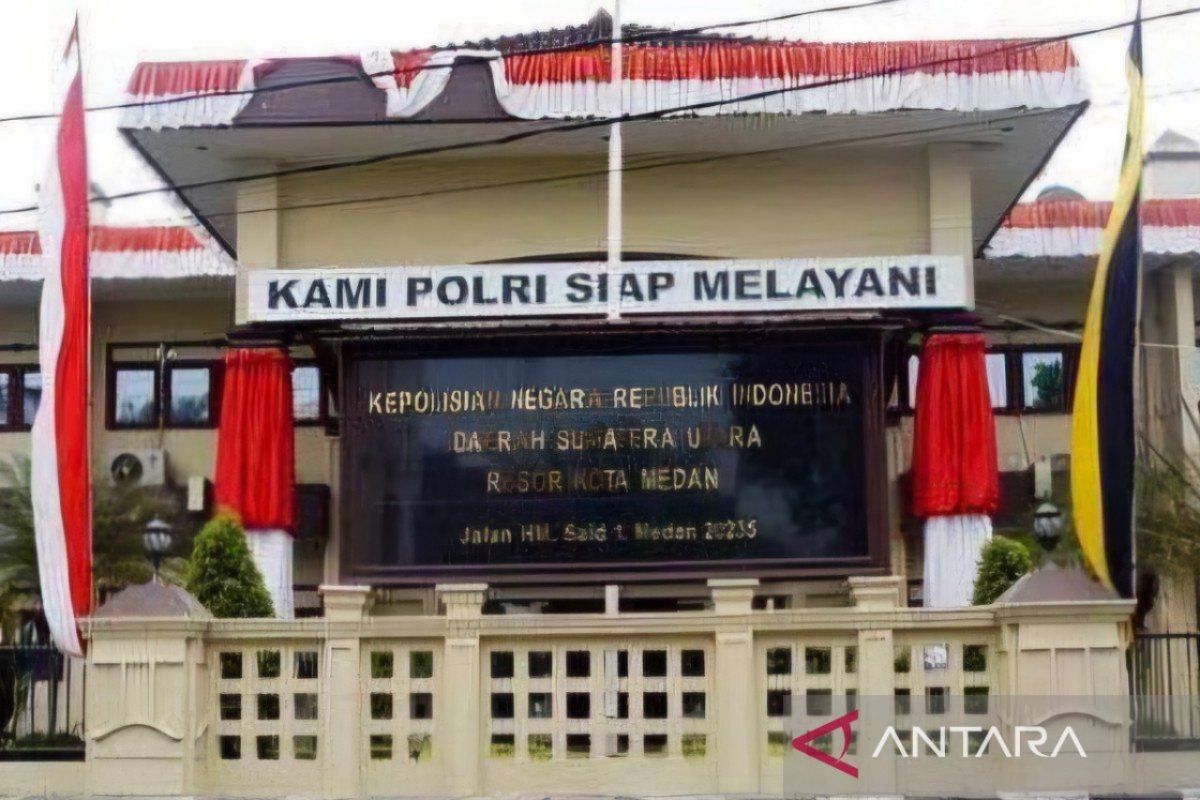 KAMI POLRI SIAP MELAYANI
KEPOLISIAN NEGARA REPUBLIK INDONESIA
DAERAH SUMATERA UTARA
RESOR KOTA MEDAN
Jalan HM. Said 1 Medan 20235
ANTARA